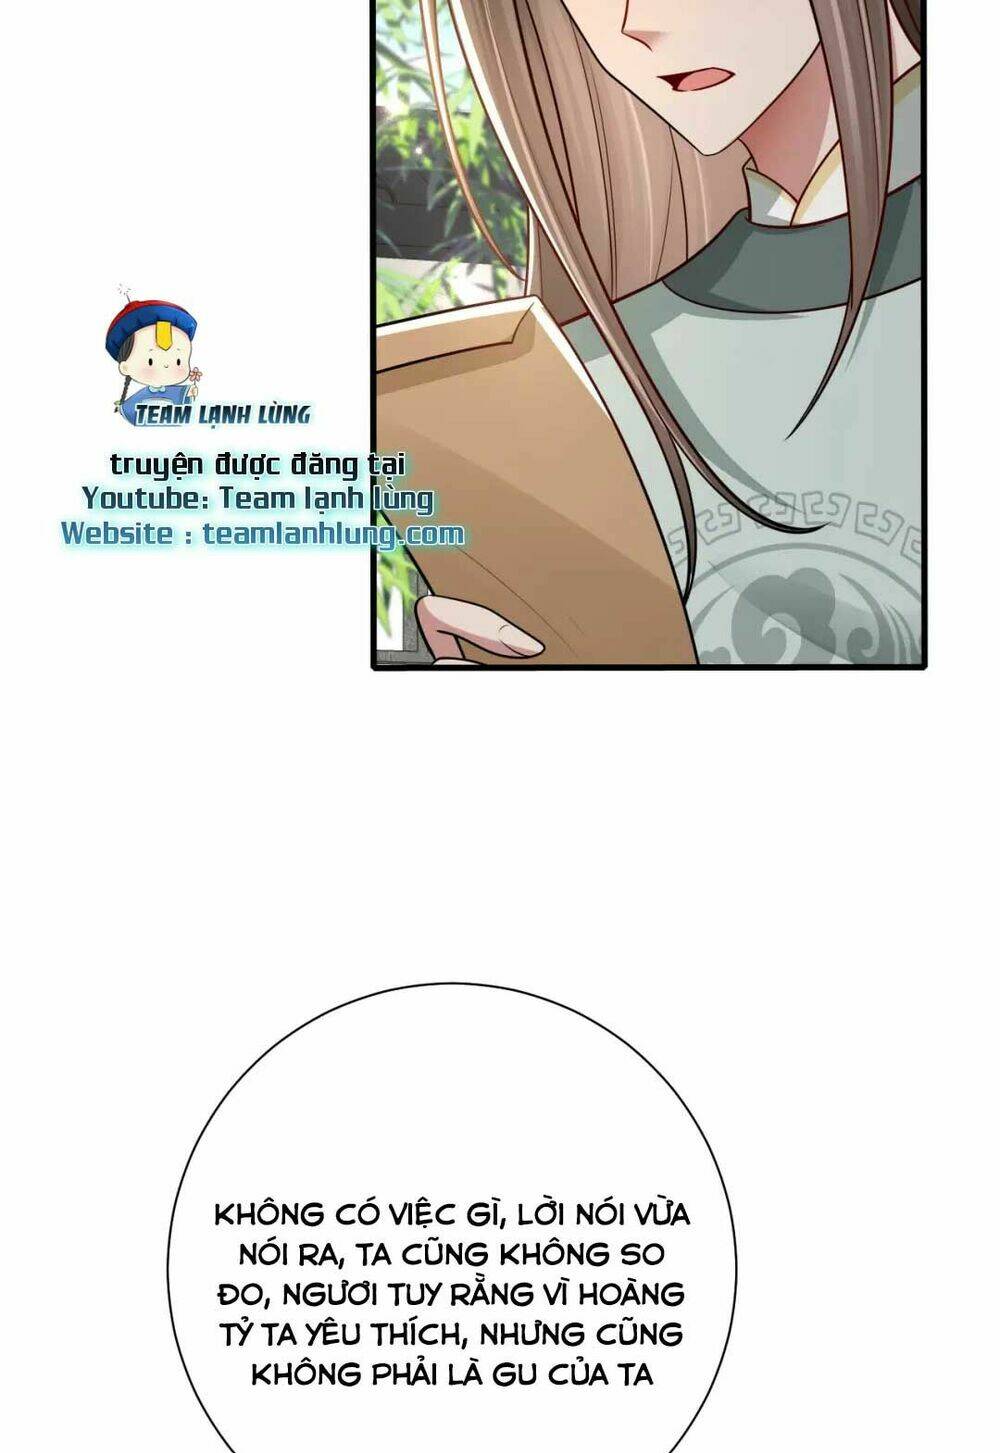 TEAM LẠNH LÙNG
truyện được đăng tại
Youtube: Team lạnh lùng
Website : teamlanhlung.com
KHÔNG CÓ VIỆC GÌ, LỜI NÓI VỪA
NÓI RA, TA CŨNG KHÔNG SO
ĐO, NGƯƠI TUY RẰNG VÌ HOÀNG
TỶ TA YÊU THÍCH, NHƯNG CŨNG
KHÔNG PHẢI LÀ GU CỦA TA